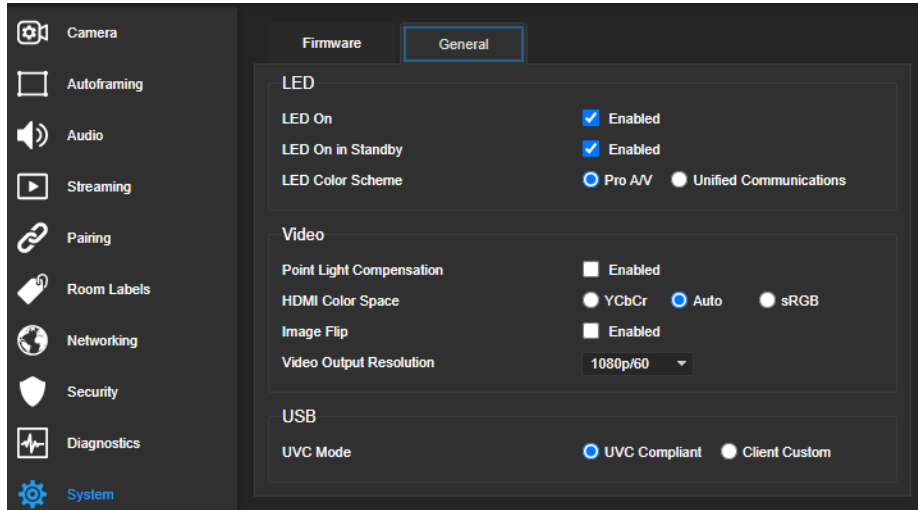 Camera
Autoframing
Audio
Streaming
Pairing
Room Labels
Networking
Security
Diagnostics
System
Firmware General
LED
LED On Enabled
LED On in Standby Enabled
LED Color Scheme Pro A/V Unified Communications
Video
Point Light Compensation Enabled
HDMI Color Space YCbCr Auto sRGB
Image Flip Enabled
Video Output Resolution 1080p/60
USB
UVC Mode UVC Compliant Client Custom